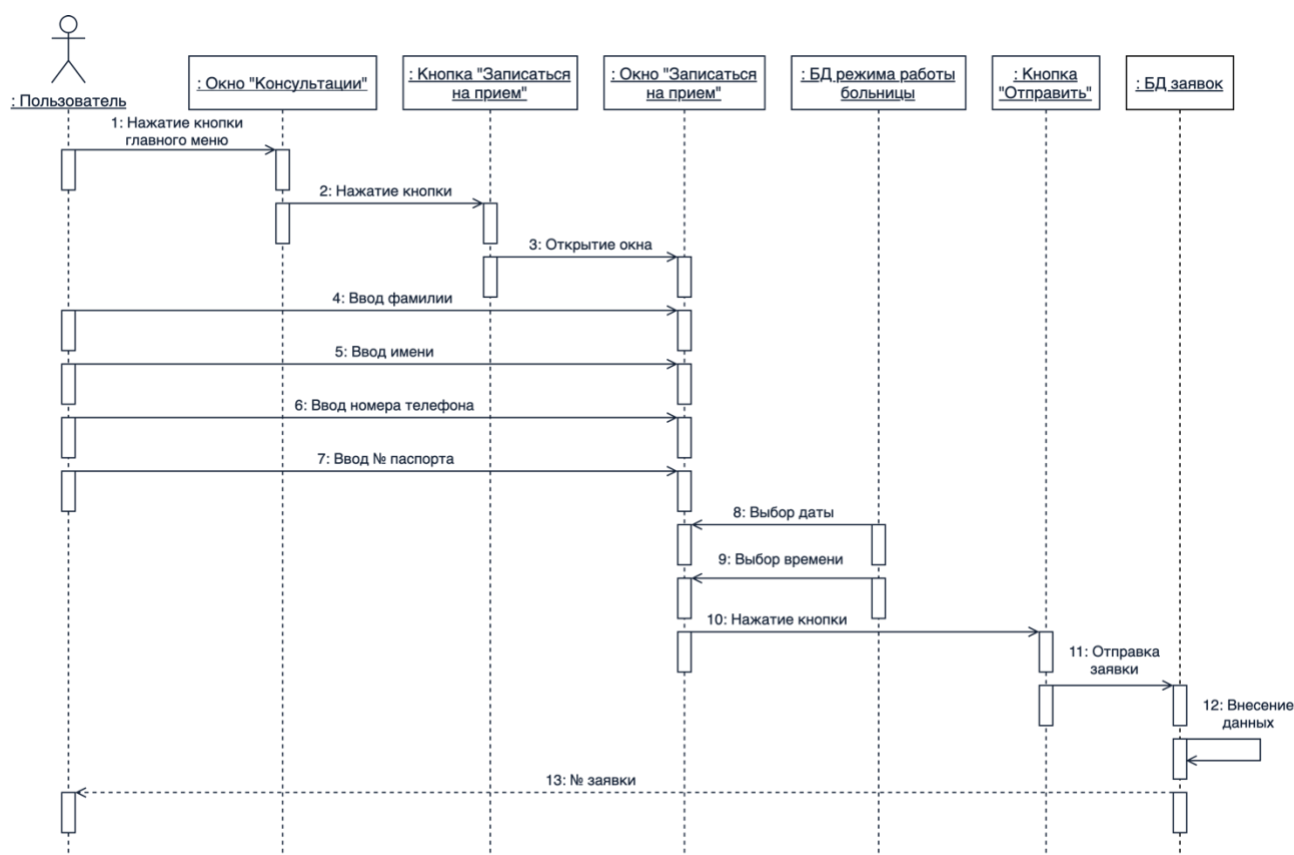 : Пользователь
: Окно "Консультации"
: Кнопка "Записаться
на прием"
: Окно "Записаться
на прием"
: БД режима работы
больницы
: Кнопка
"Отправить"
: БД заявок
1: Нажатие кнопки
главного меню
2: Нажатие кнопки
3: Открытие окна
4: Ввод фамилии
5: Ввод имени
6: Ввод номера телефона
7: Ввод № паспорта
8: Выбор даты
9: Выбор времени
10: Нажатие кнопки
11: Отправка
заявки
12: Внесение
данных
13: № заявки